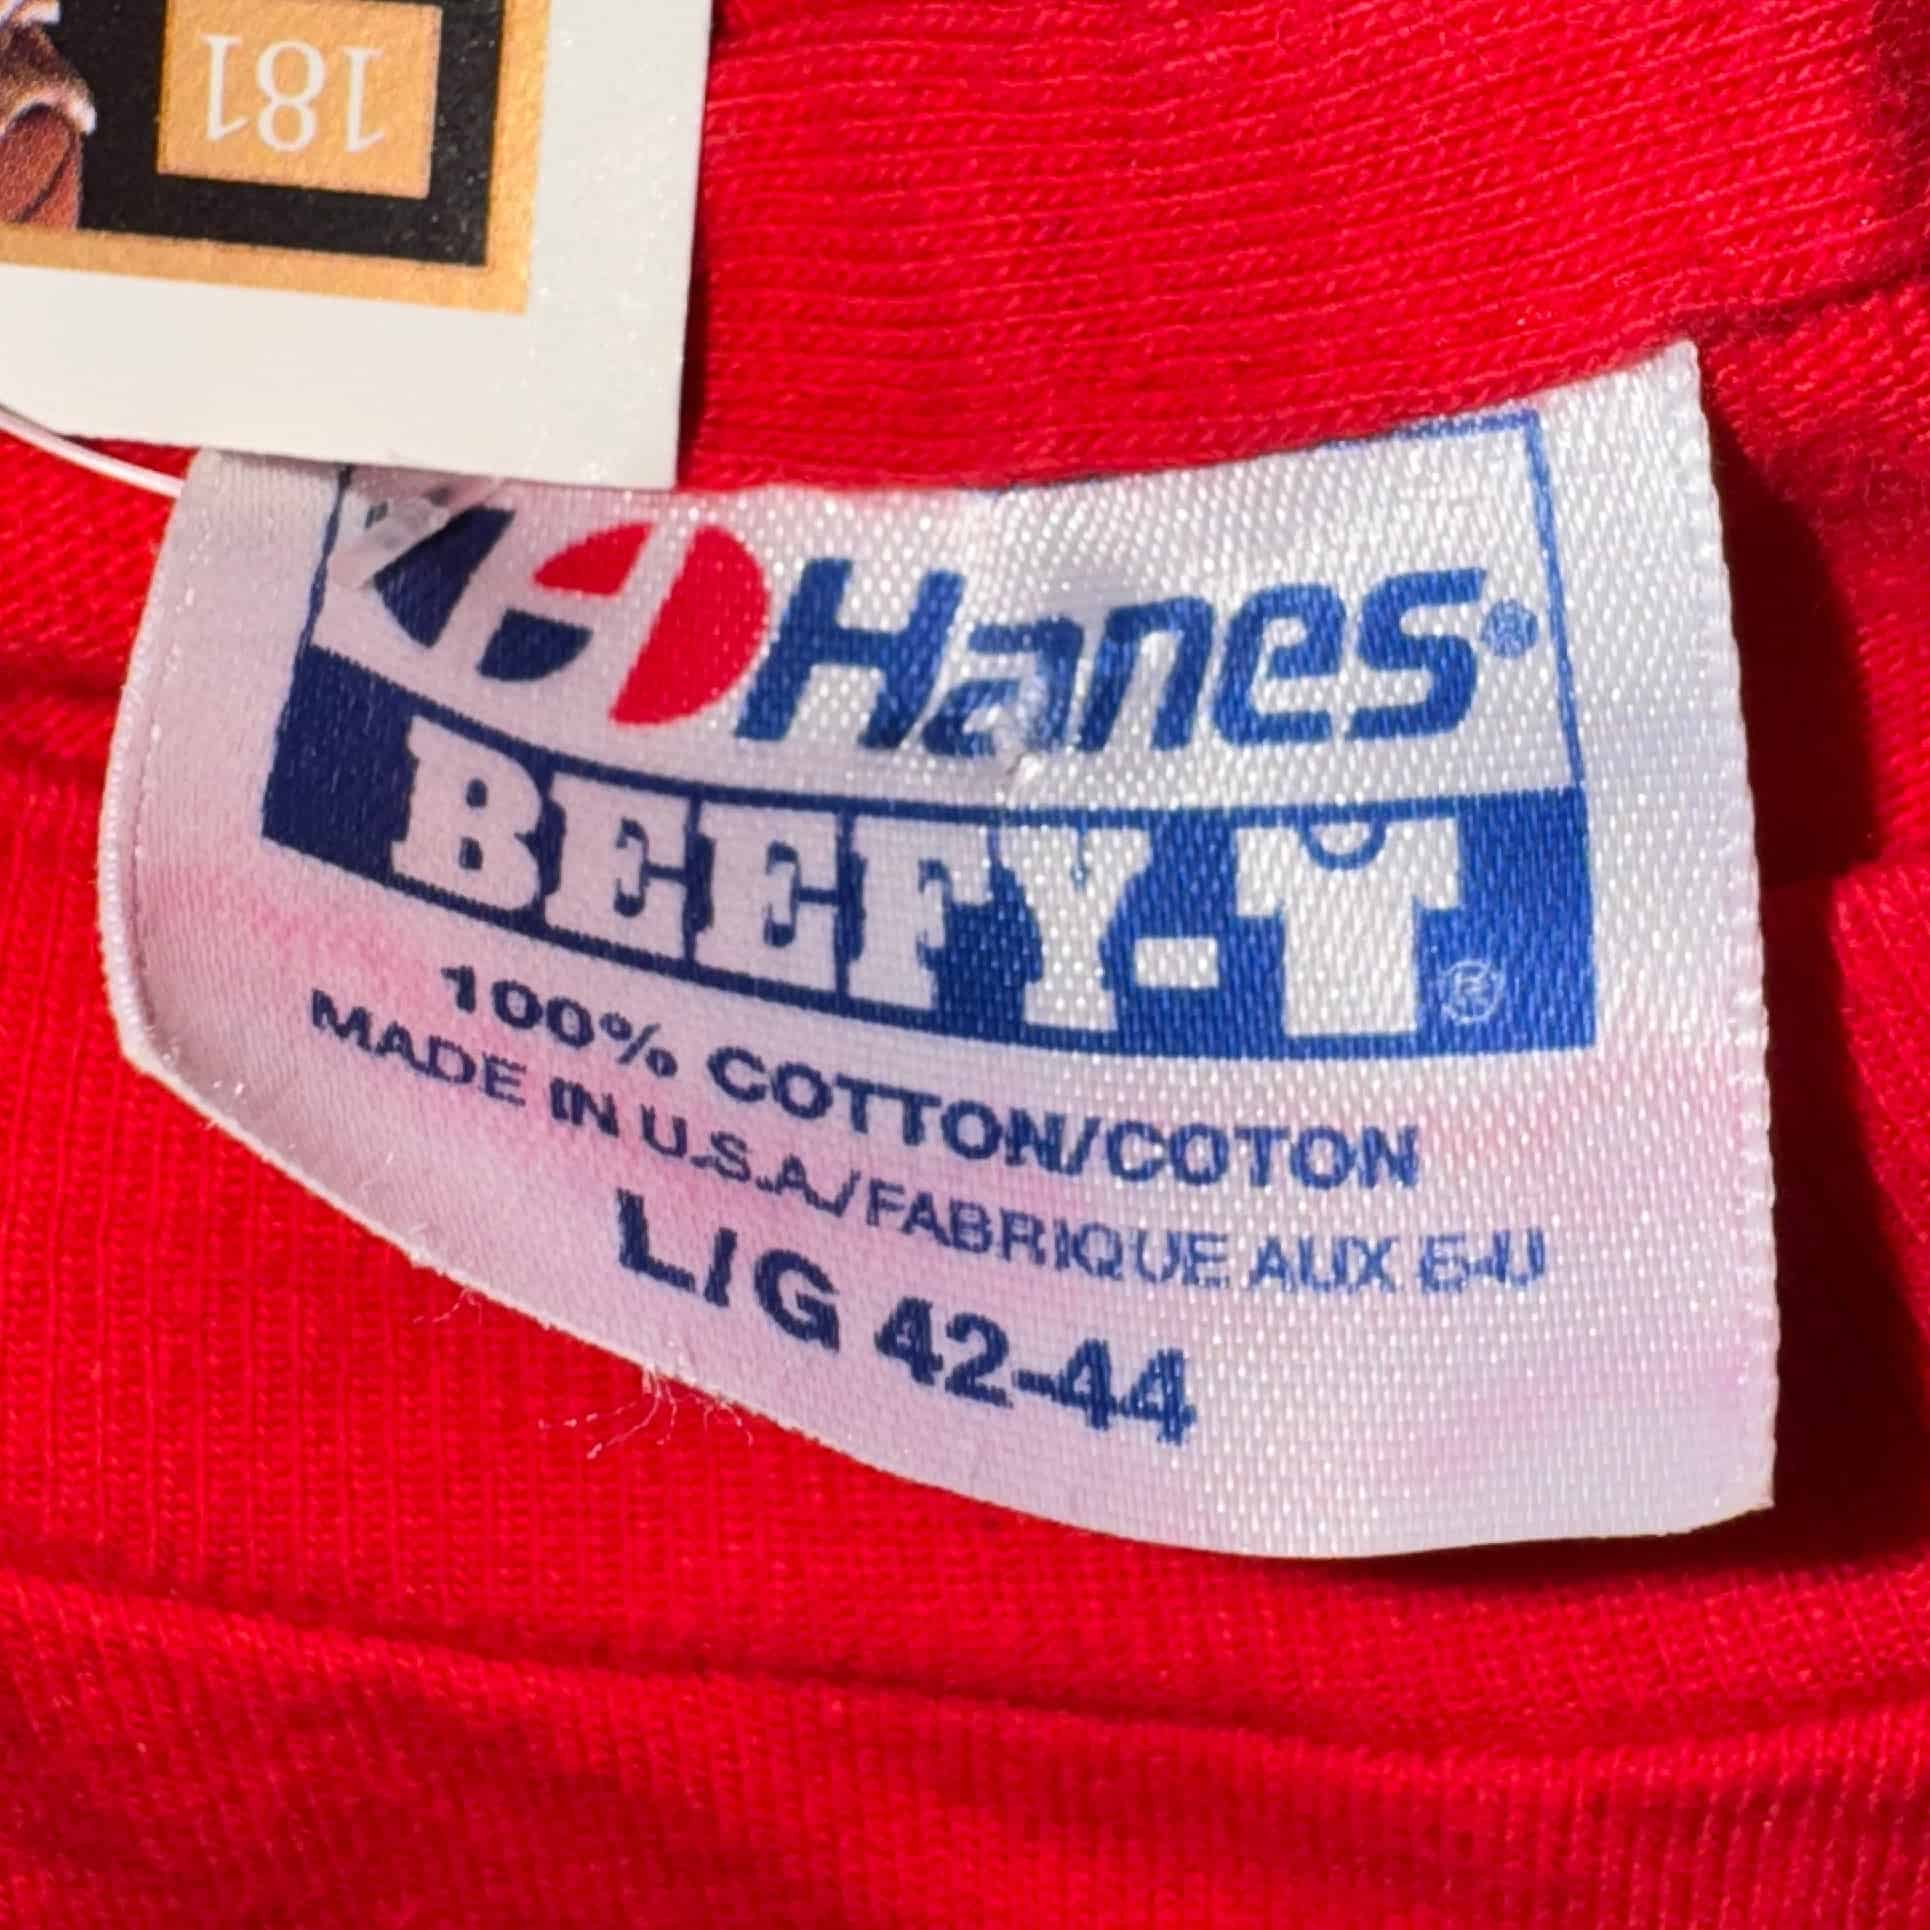 181
Hanes®
BEEFY-T®
100% COTTON/COTON
MADE IN U.S.A./FABRIQUE AUX E-U
L/G 42-44